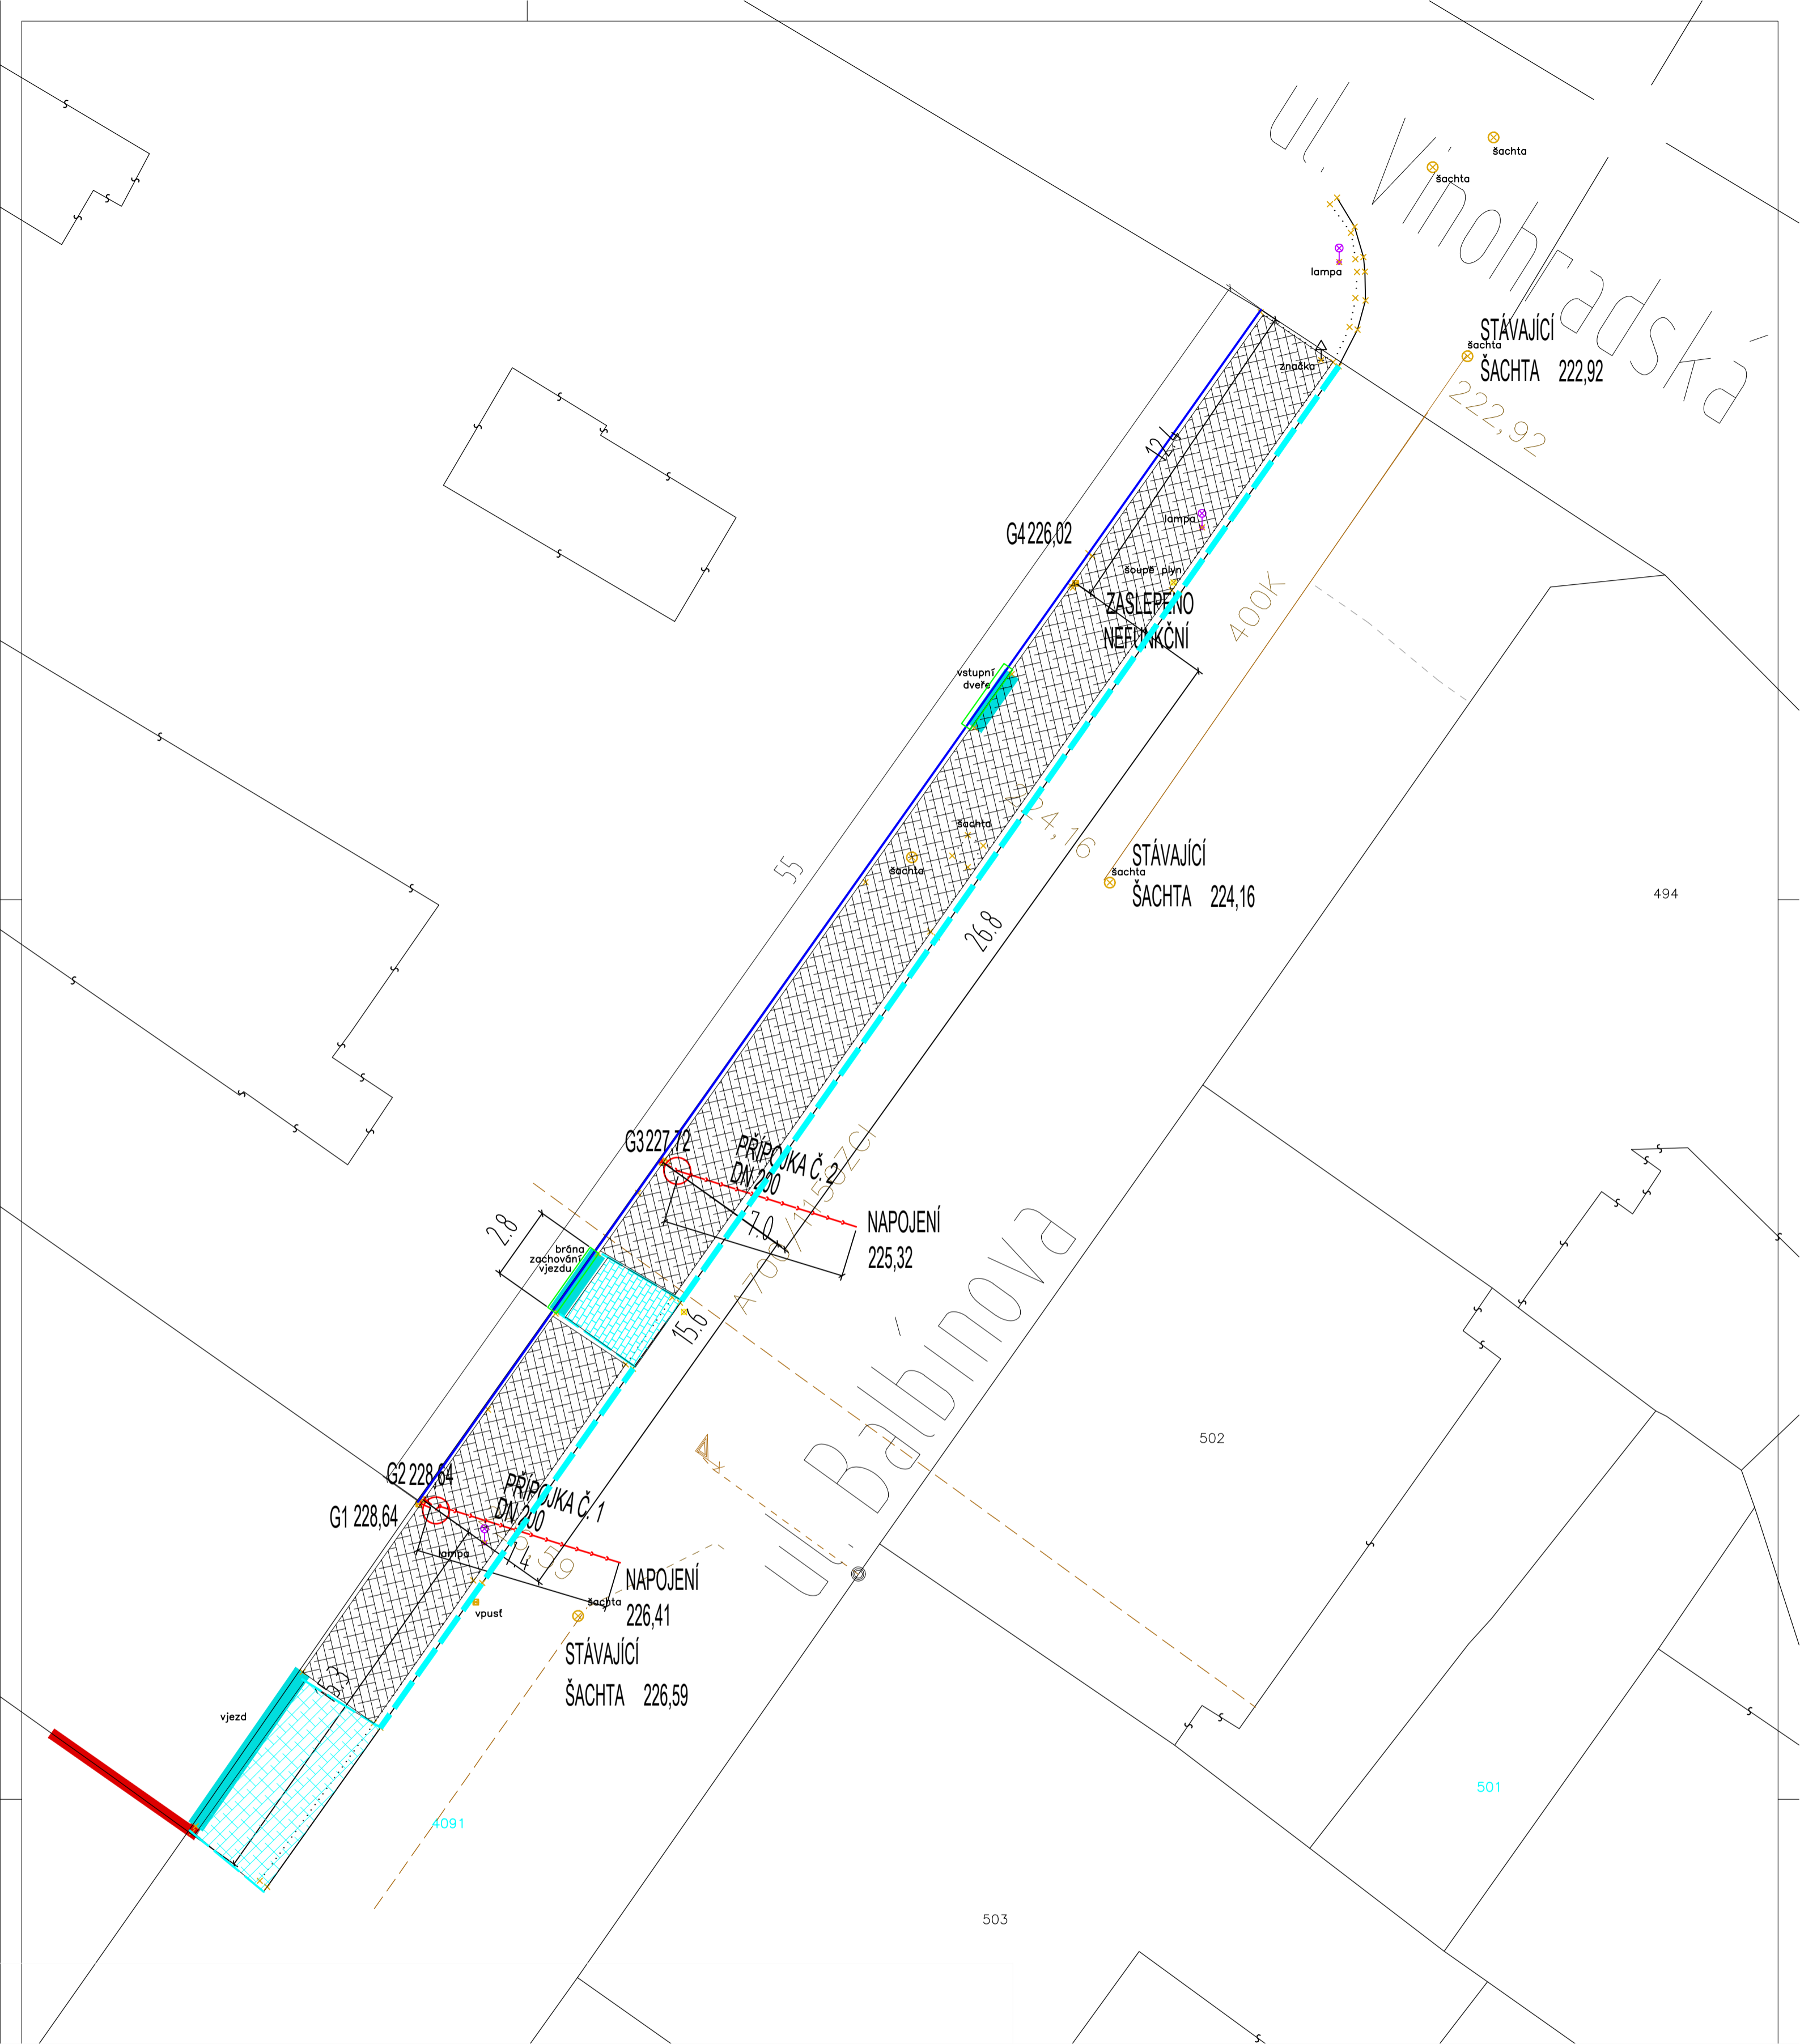 ul. Vinohradská
šachta
šachta
lampa
STÁVAJÍCÍ
šachta
ŠACHTA 222,92
značka
222,92
12.4
lampa
G4 226,02
šoupě plyn
ZASLEPENO
NEFUNKČNÍ
400K
vstupní
dveře
55
šachta
šachta
224,16
STÁVAJÍCÍ
šachta
ŠACHTA 224,16
494
26.8
G3 227,72
PŘÍPOJKA Č. 2
DN 200
7.0
NAPOJENÍ
225,32
2.8
brána
zachování
vjezdu
15.6
ul. Balbínova
502
G2 228,64
G1 228,64
PŘÍPOJKA Č. 1
DN 200
lampa
7.4
NAPOJENÍ
226,41
vpusť
šachta
STÁVAJÍCÍ
ŠACHTA 226,59
vjezd
4091
501
503